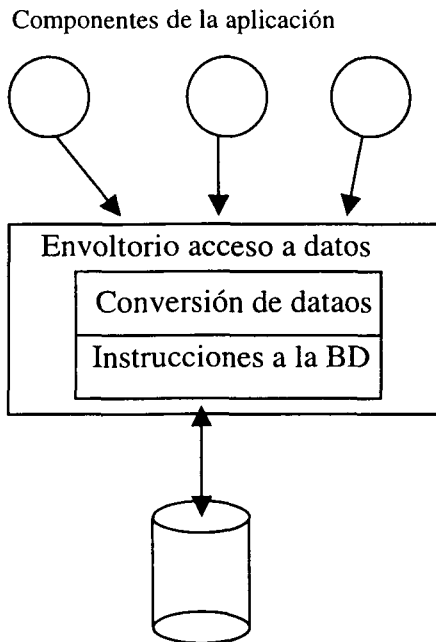 Componentes de la aplicación
Envoltorio acceso a datos
Conversión de dataos
Instrucciones a la BD